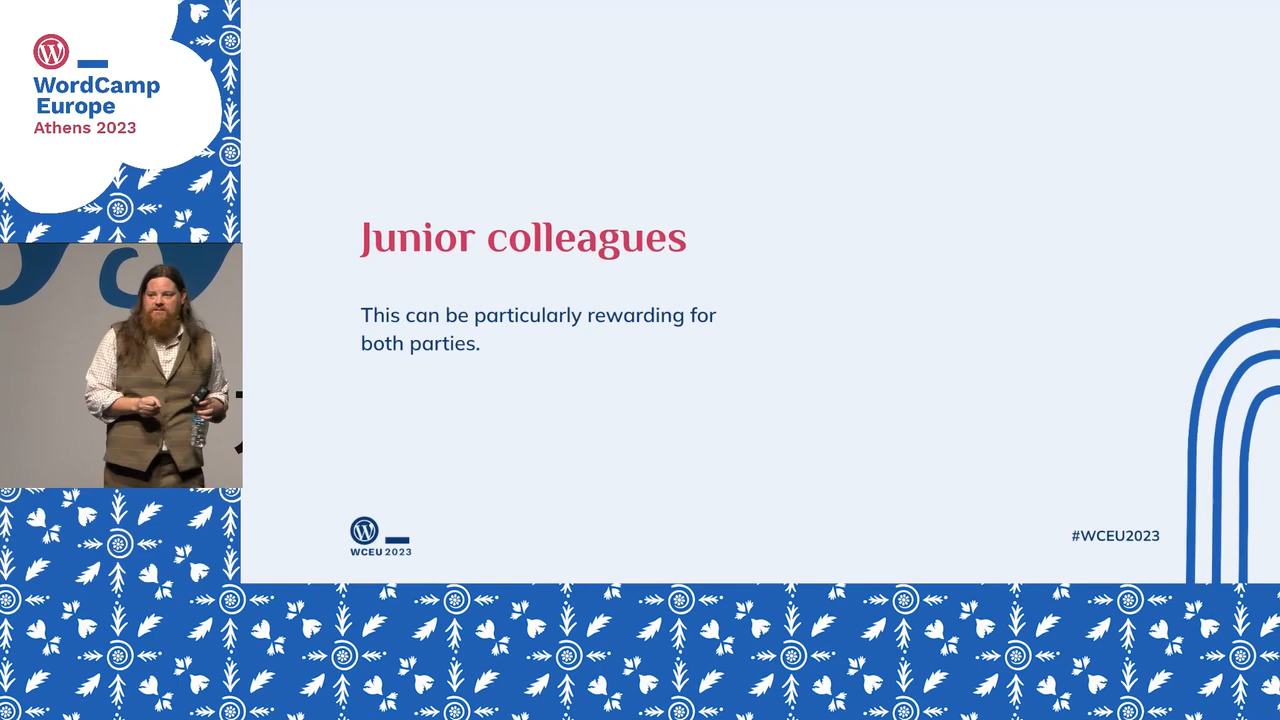 WordCamp
Europe
Athens 2023
Junior colleagues
This can be particularly rewarding for
both parties.
WCEU 2023
#WCEU2023